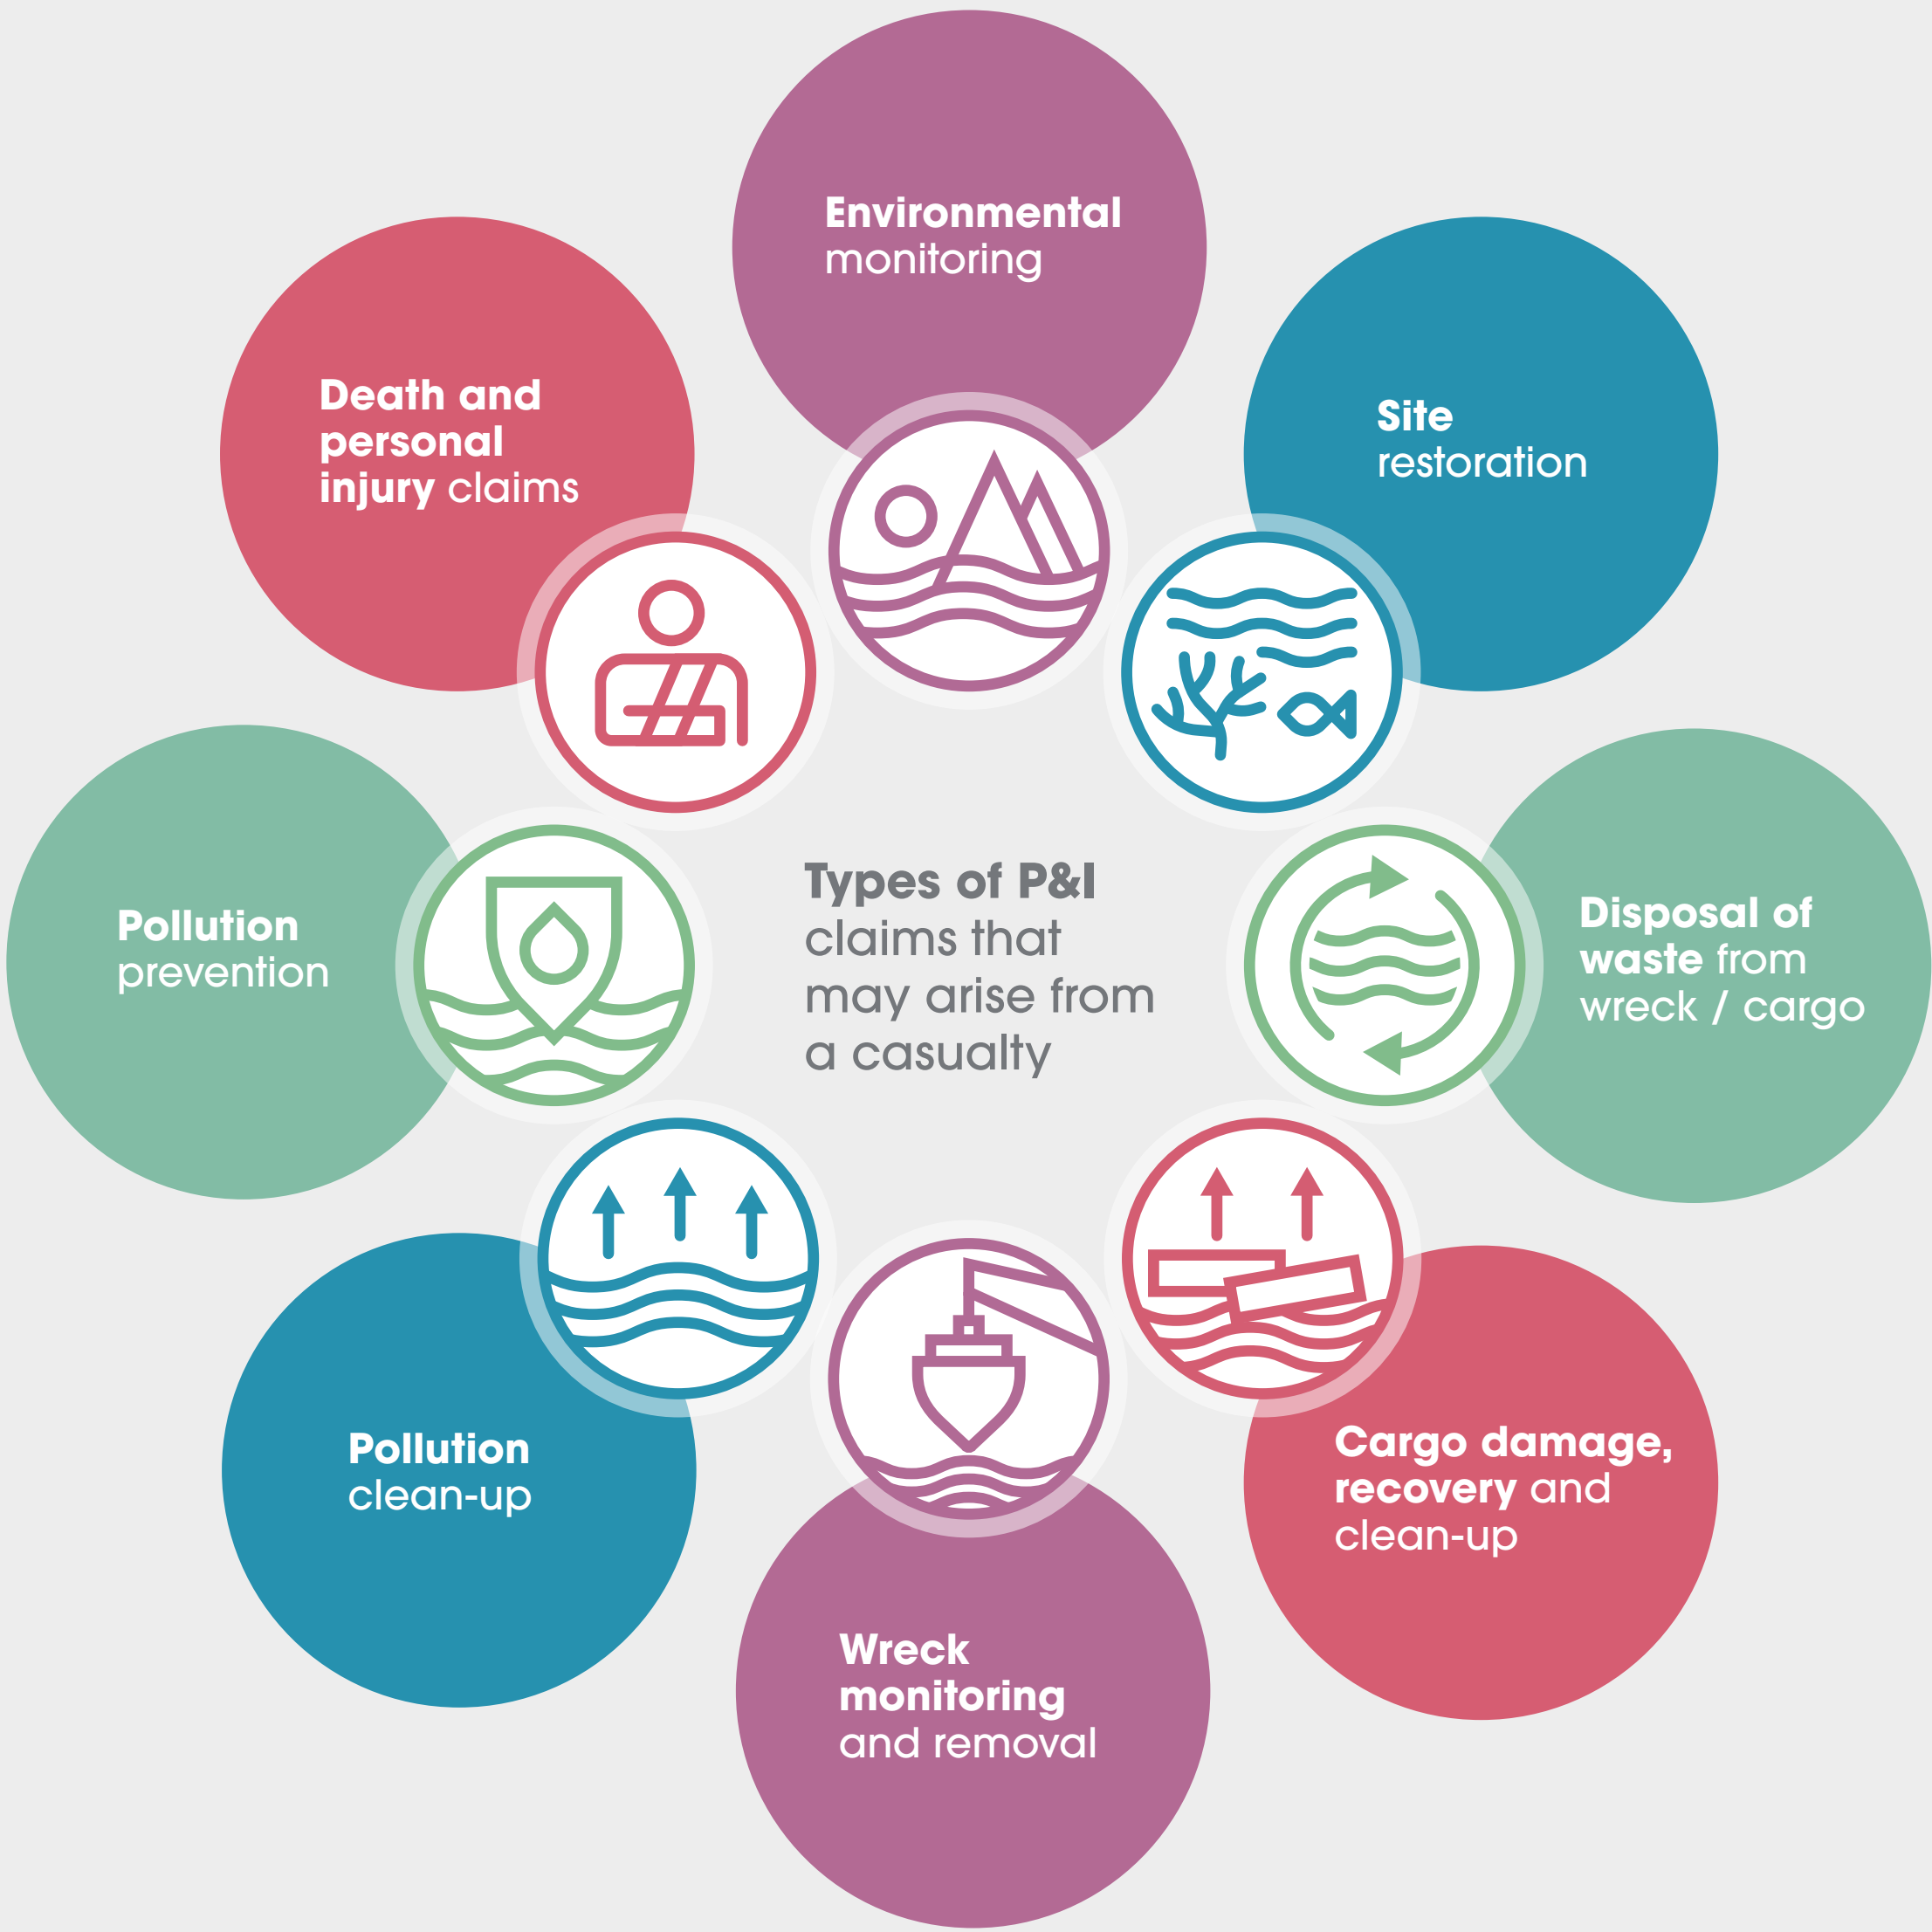 Environmental
monitoring
Site
restoration
Disposal of
waste from
wreck / cargo
Cargo damage,
recovery and
clean-up
Wreck
monitoring
and removal
Pollution
clean-up
Pollution
prevention
Death and
personal
injury claims
Types of P&I
claims that
may arise from
a casualty